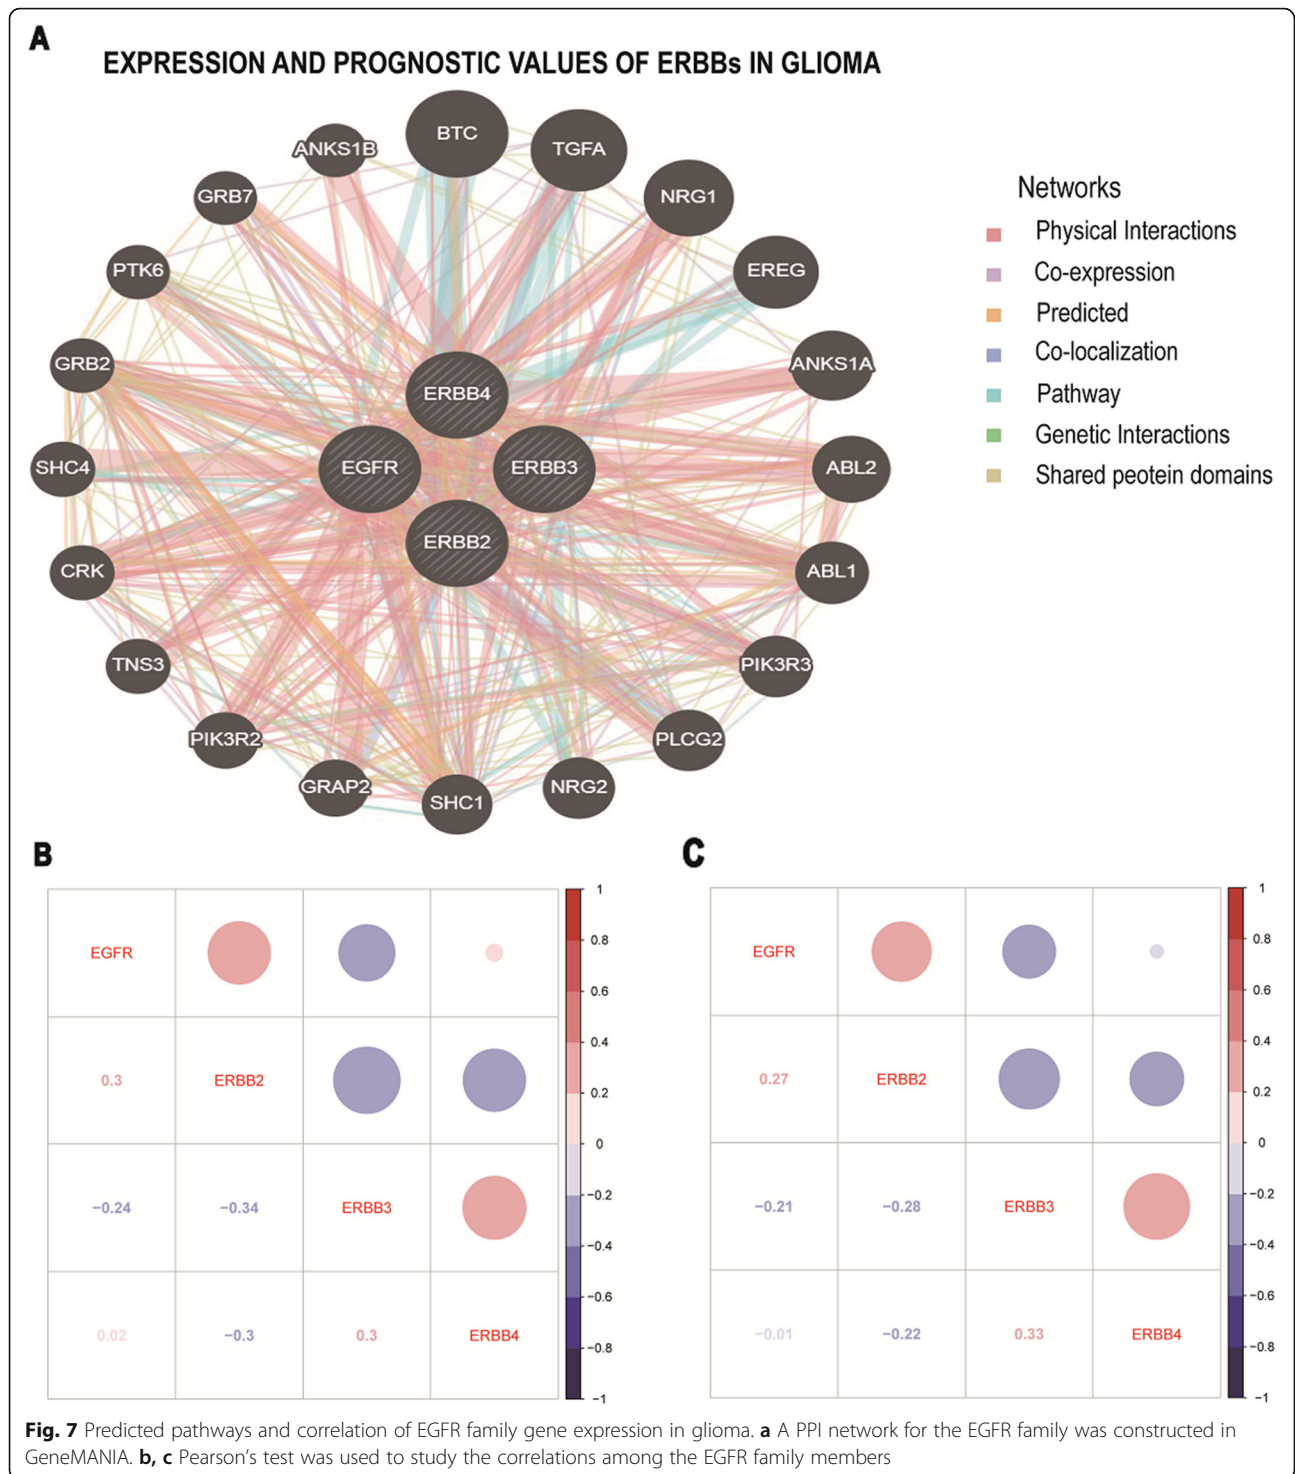 A
EXPRESSION AND PROGNOSTIC VALUES OF ERBBs IN GLIOMA
BTC
TGFA
ANKS1B
NRG1
GRB7
EREG
PTK6
ANKS1A
GRB2
ERBB4
ABL2
SHC4
EGFR
ERBB3
ERBB2
CRK
ABL1
TNS3
PIK3R3
PIK3R2
PLCG2
GRAP2
SHC1
NRG2
Networks
Physical Interactions
Co-expression
Predicted
Co-localization
Pathway
Genetic Interactions
Shared peotein domains
B
EGFR
0.3 ERBB2
−0.24 −0.34 ERBB3
0.02 −0.3 0.3 ERBB4
1
0.8
0.6
0.4
0.2
0
−0.2
−0.4
−0.6
−0.8
−1
C
EGFR
0.27 ERBB2
−0.21 −0.28 ERBB3
−0.01 −0.22 0.33 ERBB4
1
0.8
0.6
0.4
0.2
0
−0.2
−0.4
−0.6
−0.8
−1
Fig. 7 Predicted pathways and correlation of EGFR family gene expression in glioma. a A PPI network for the EGFR family was constructed in
GeneMANIA. b, c Pearson's test was used to study the correlations among the EGFR family members